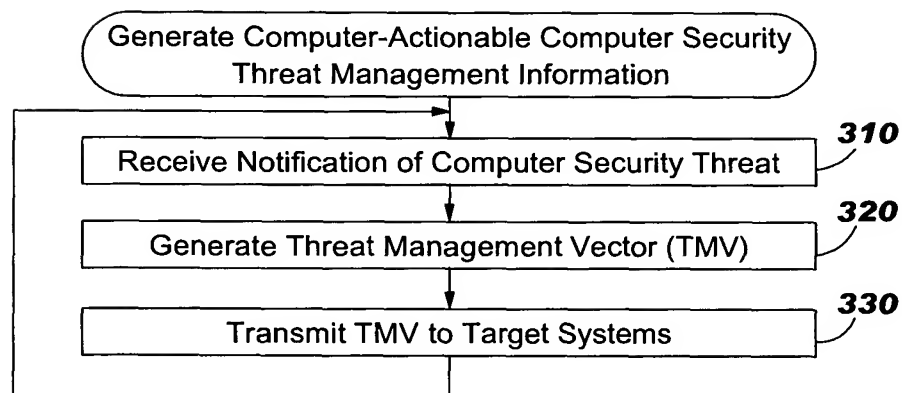 Generate Computer-Actionable Computer Security
Threat Management Information
310
Receive Notification of Computer Security Threat
320
Generate Threat Management Vector (TMV)
330
Transmit TMV to Target Systems